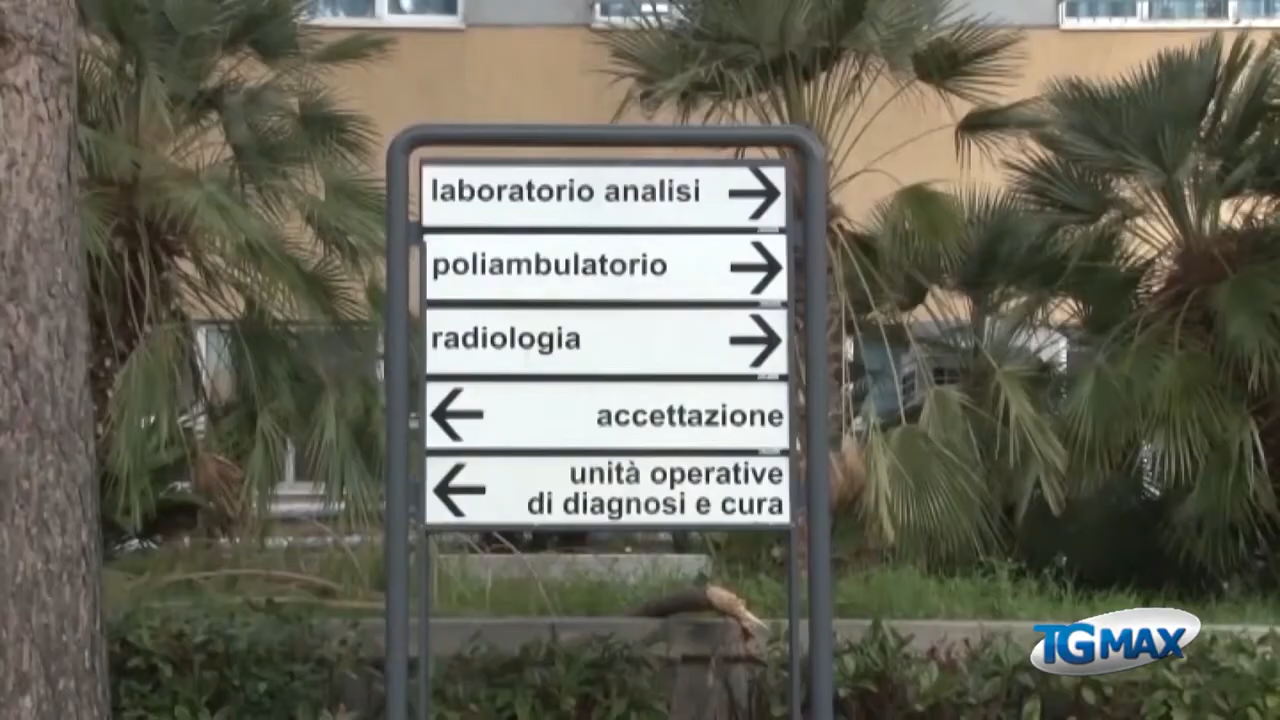 laboratorio analisi
poliambulatorio
radiologia
accettazione
unità operative
di diagnosi e cura
TGMAX